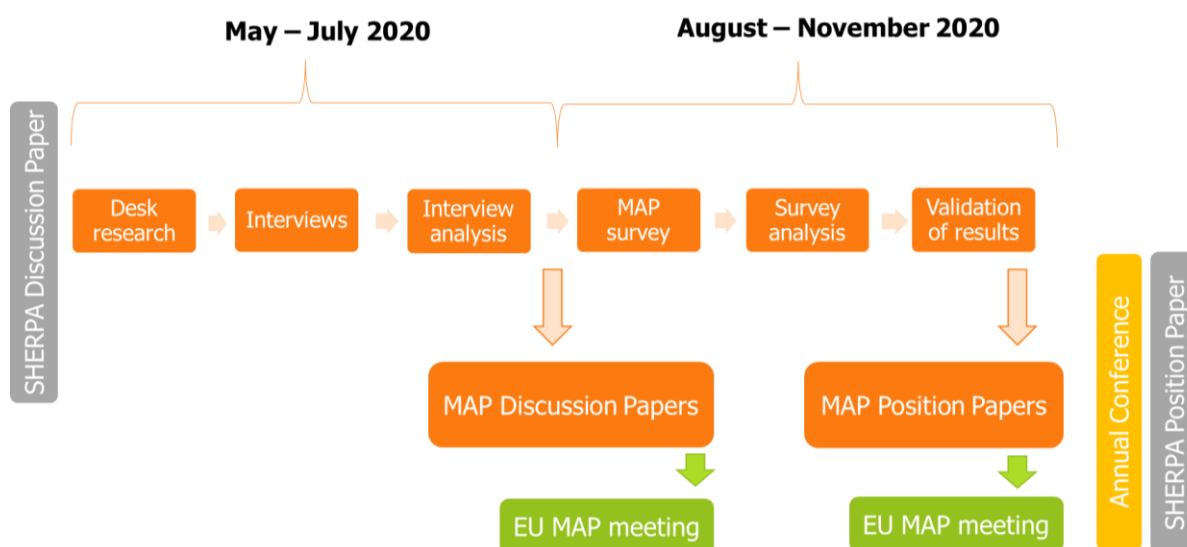 May – July 2020
August – November 2020
SHERPA Discussion Paper
Desk
research
Interviews
Interview
analysis
MAP
survey
Survey
analysis
Validation
of results
MAP Discussion Papers
MAP Position Papers
EU MAP meeting
EU MAP meeting
Annual Conference
SHERPA Position Paper